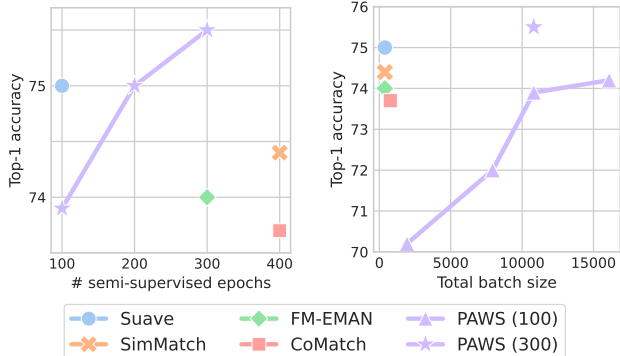 76
75
75
74
Top-1 accuracy
Top-1 accuracy
73
72
74
71
70
100 200 300 400
0 5000 10000 15000
# semi-supervised epochs
Total batch size
Suave FM-EMAN PAWS (100)
SimMatch CoMatch PAWS (300)